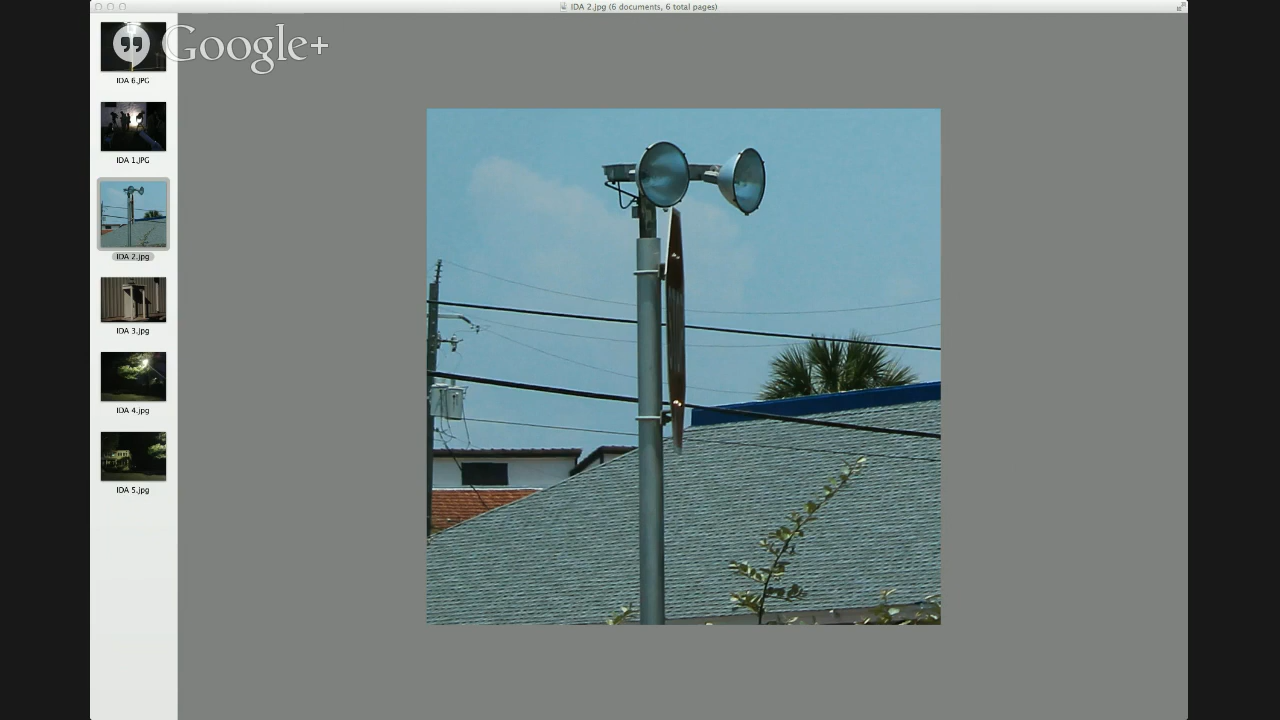 IDA 2.jpg (6 documents, 6 total pages)
Google+
IDA 6.JPG
IDA 1.JPG
IDA 2.jpg
IDA 3.jpg
IDA 4.jpg
IDA 5.jpg